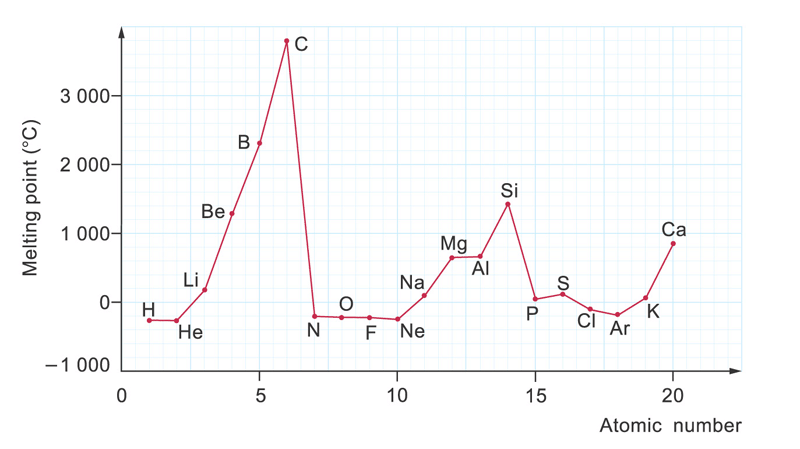 C
3 000
B
2 000
Si
Be
Ca
1 000
Mg
Al
Li
Na
S
H
O
0
K
P
Cl
He
N
F
Ne
Ar
–1 000
0
5
10
15
20
Atomic number
Melting point (°C)